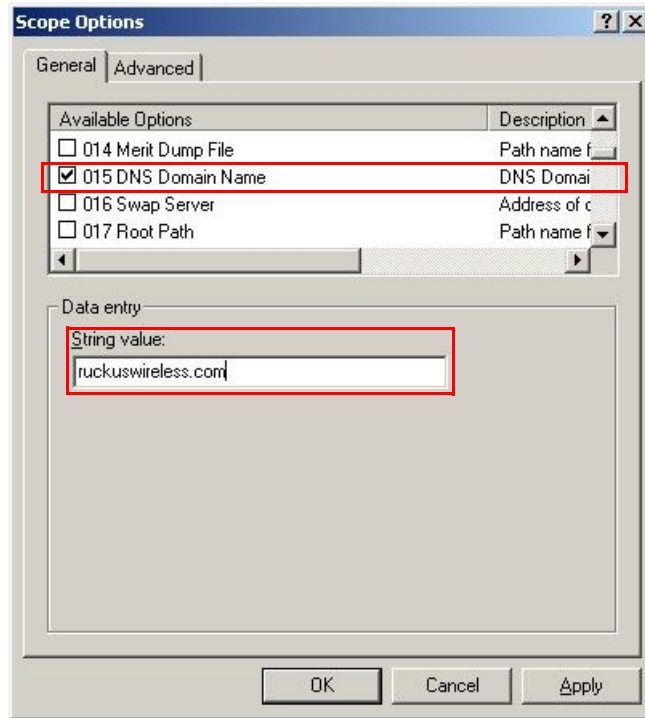 Scope Options
General Advanced
Available Options Description
014 Merit Dump File Path name f
015 DNS Domain Name DNS Domai
016 Swap Server Address of c
017 Root Path Path name f
Data entry
String value:
ruckuswireless.com
OK Cancel Apply